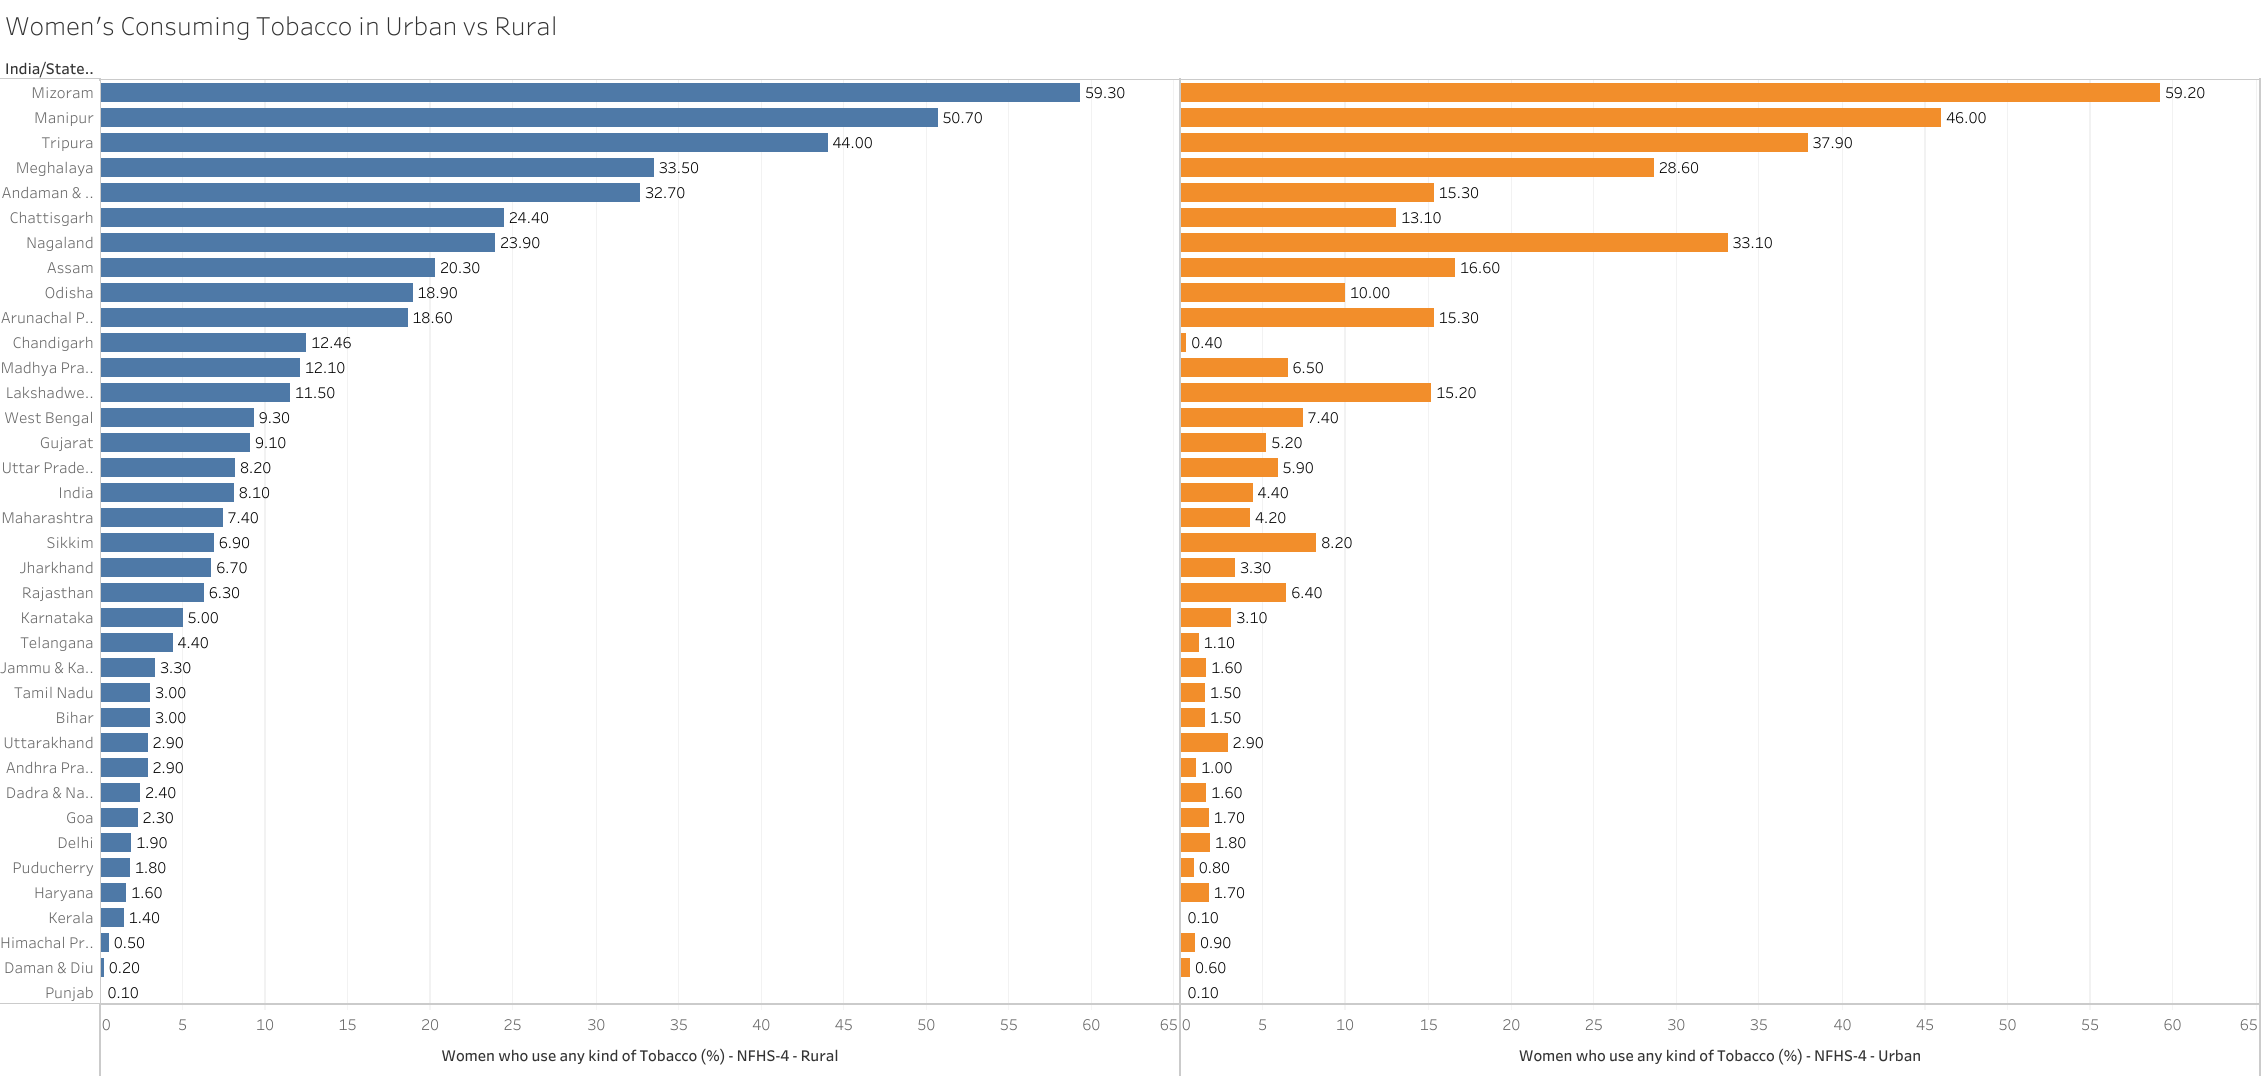 Women's Consuming Tobacco in Urban vs Rural
India/State..
Mizoram 59.30 59.20
Manipur 50.70 46.00
Tripura 44.00 37.90
Meghalaya 33.50 28.60
Andaman & .. 32.70 15.30
Chattisgarh 24.40 13.10
Nagaland 23.90 33.10
Assam 20.30 16.60
Odisha 18.90 10.00
Arunachal P.. 18.60 15.30
Chandigarh 12.46 0.40
Madhya Pra.. 12.10 6.50
Lakshadwe.. 11.50 15.20
West Bengal 9.30 7.40
Gujarat 9.10 5.20
Uttar Prade.. 8.20 5.90
India 8.10 4.40
Maharashtra 7.40 4.20
Sikkim 6.90 8.20
Jharkhand 6.70 3.30
Rajasthan 6.30 6.40
Karnataka 5.00 3.10
Telangana 4.40 1.10
Jammu & Ka.. 3.30 1.60
Tamil Nadu 3.00 1.50
Bihar 3.00 1.50
Uttarakhand 2.90 2.90
Andhra Pra.. 2.90 1.00
Dadra & Na.. 2.40 1.60
Goa 2.30 1.70
Delhi 1.90 1.80
Puducherry 1.80 0.80
Haryana 1.60 1.70
Kerala 1.40 0.10
Himachal Pr.. 0.50 0.90
Daman & Diu 0.20 0.60
Punjab 0.10 0.10
0 5 10 15 20 25 30 35 40 45 50 55 60 65 0 5 10 15 20 25 30 35 40 45 50 55 60 65
Women who use any kind of Tobacco (%) - NFHS-4 - Rural Women who use any kind of Tobacco (%) - NFHS-4 - Urban